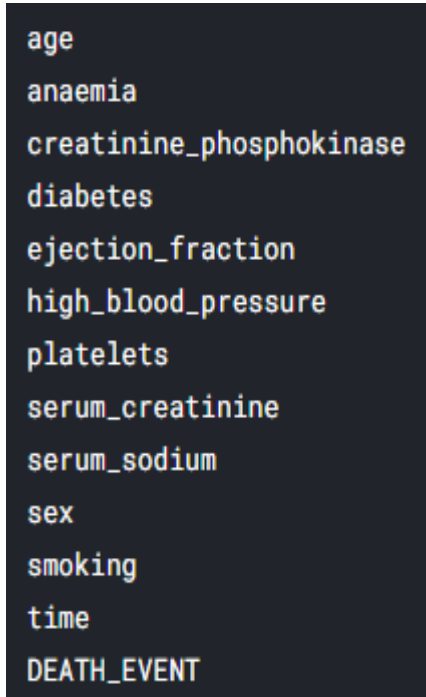 age
anaemia
creatinine_phosphokinase
diabetes
ejection_fraction
high_blood_pressure
platelets
serum_creatinine
serum_sodium
sex
smoking
time
DEATH_EVENT